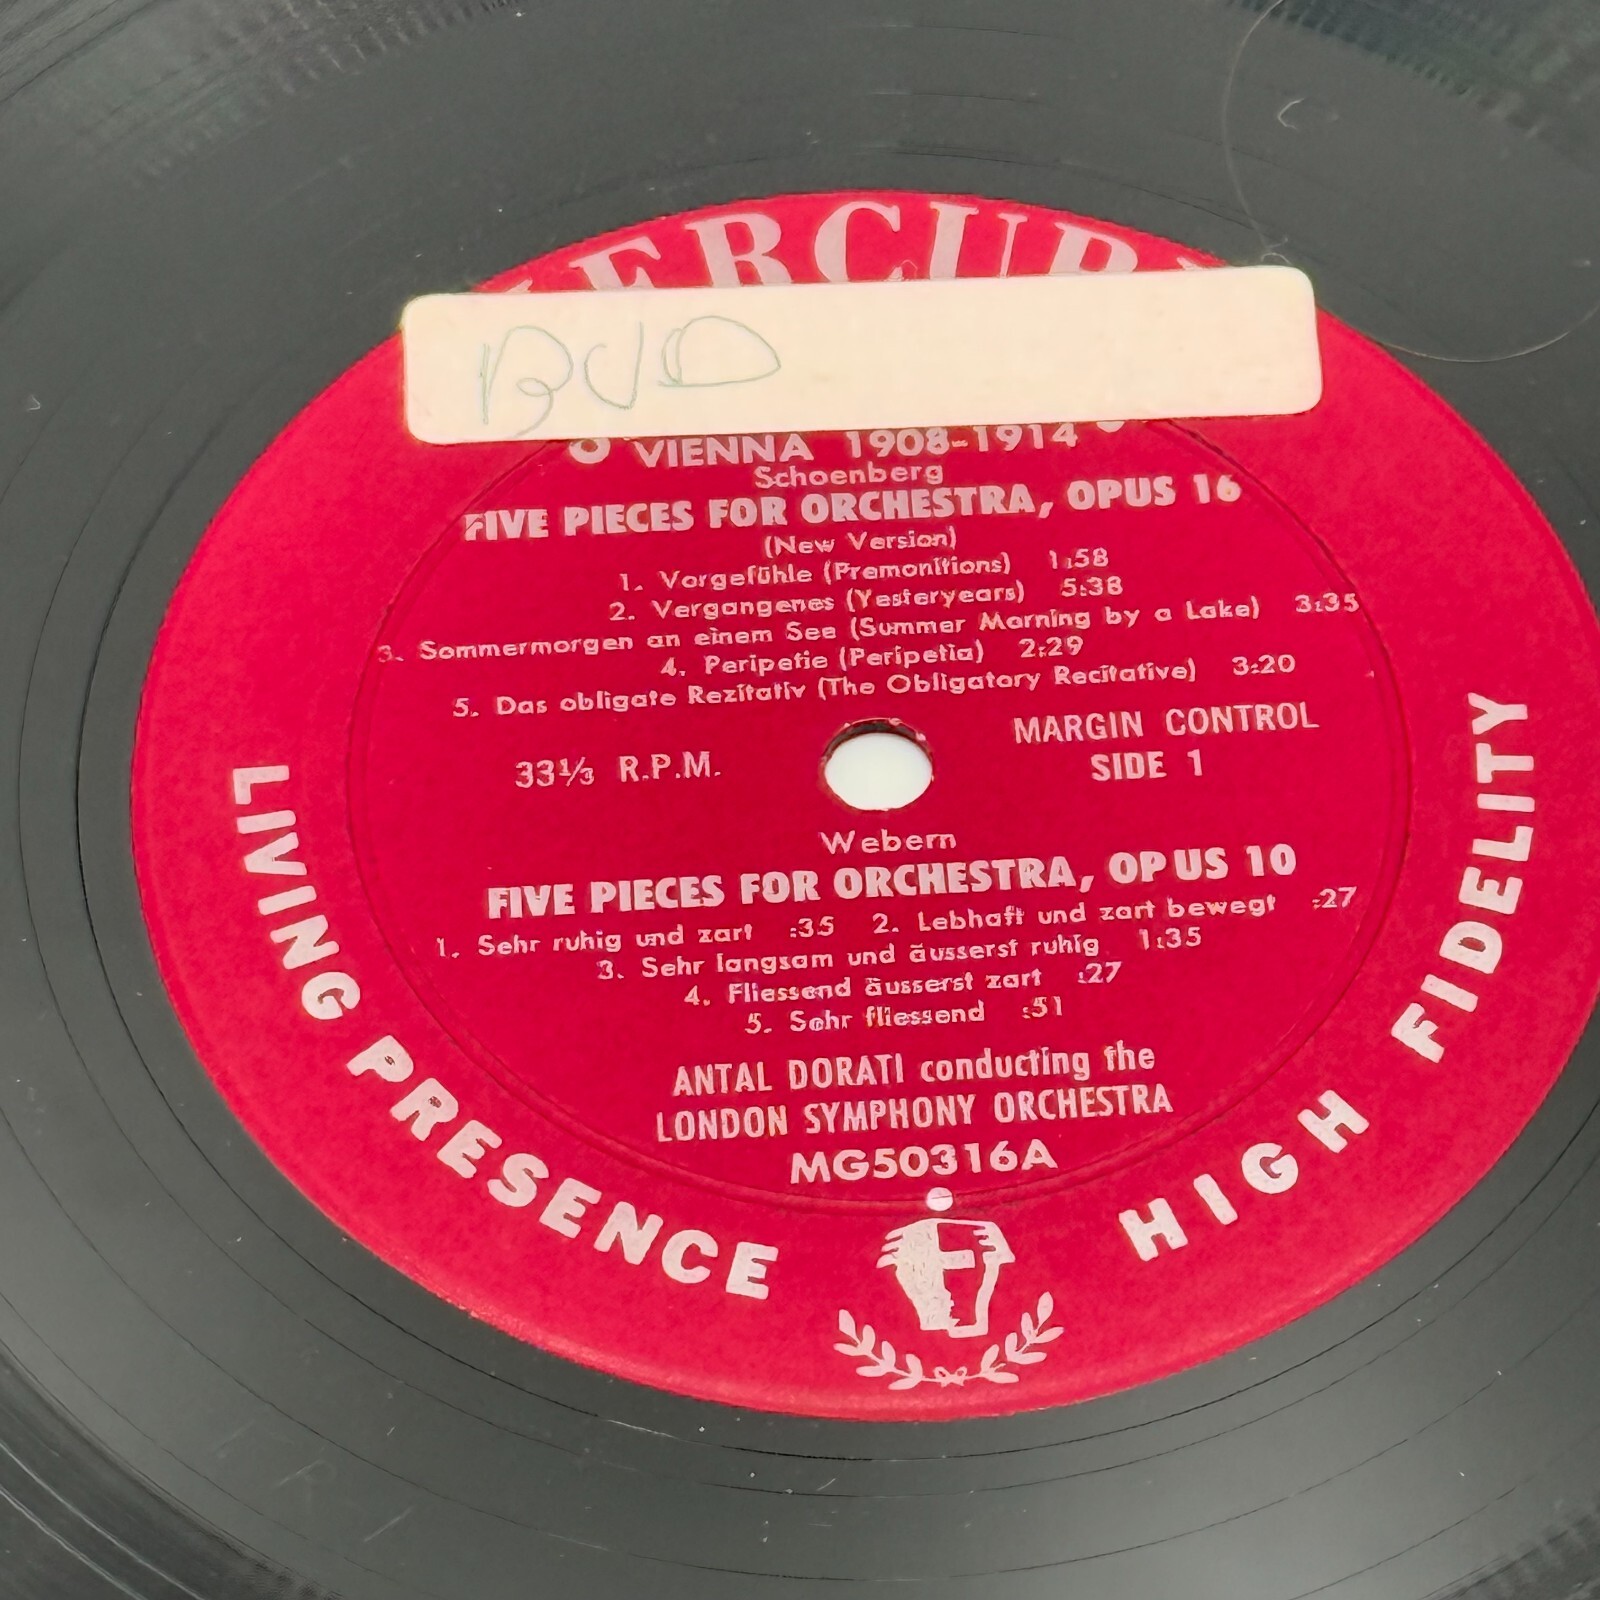 MERCURY
BUD
VIENNA 1908-1914
Schoenberg
FIVE PIECES FOR ORCHESTRA, OPUS 16
(New Version)
1. Vorgefühle (Premonitions) 1:58
2. Vergangenes (Yesteryears) 5:38
3. Sommermorgen an einem See (Summer Morning by a Lake) 3:35
4. Peripetie (Peripetia) 2:29
5. Das obligate Rezitativ (The Obligatory Recitative) 3:20
33⅓ R.P.M.
MARGIN CONTROL
SIDE 1
Webern
FIVE PIECES FOR ORCHESTRA, OPUS 10
1. Sehr ruhig und zart :35 2. Lebhaft und zart bewegt :27
3. Sehr langsam und äusserst ruhig 1:35
4. Fliessend äusserst zart :27
5. Sehr fliessend :51
ANTAL DORATI conducting the
LONDON SYMPHONY ORCHESTRA
MG50316A
LIVING PRESENCE
HIGH FIDELITY